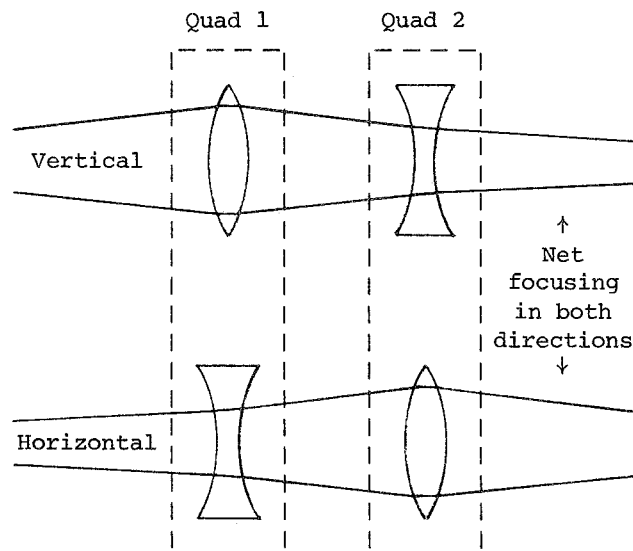 Quad 1
Quad 2
Vertical
↑
Net
focusing
in both
directions
↓
Horizontal